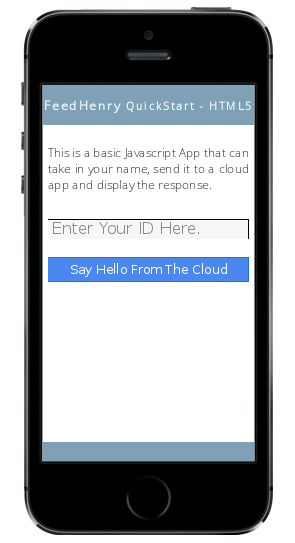 FeedHenry QuickStart - HTML5
This is a basic Javascript App that can
take in your name, send it to a cloud
app and display the response.
Enter Your ID Here.
Say Hello From The Cloud